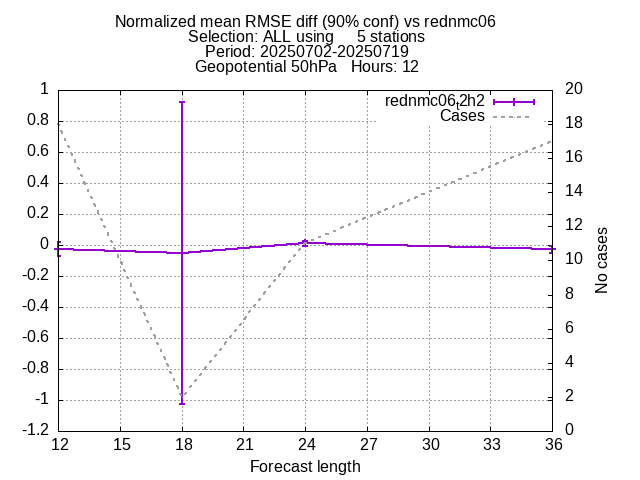 Normalized mean RMSE diff (90% conf) vs rednmc06
Selection: ALL using     5 stations
Period: 20250702-20250719
Geopotential 50hPa   Hours: 12
rednmc06_t2h2
Cases
1
0.8
0.6
0.4
0.2
0
-0.2
-0.4
-0.6
-0.8
-1
-1.2
20
18
16
14
12
10
8
6
4
2
0
No cases
12 15 18 21 24 27 30 33 36
Forecast length